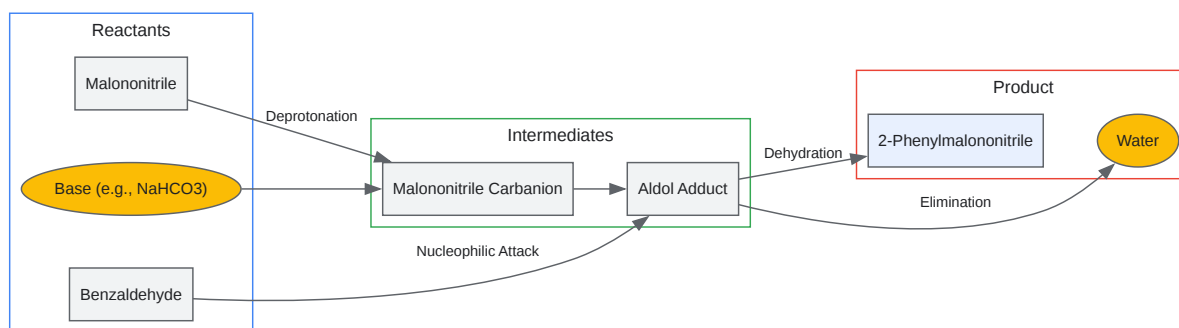 Reactants
Malononitrile
Deprotonation
Base (e.g., NaHCO3)
Benzaldehyde
Nucleophilic Attack
Intermediates
Malononitrile Carbanion
Aldol Adduct
Dehydration
Elimination
Product
2-Phenylmalononitrile
Water